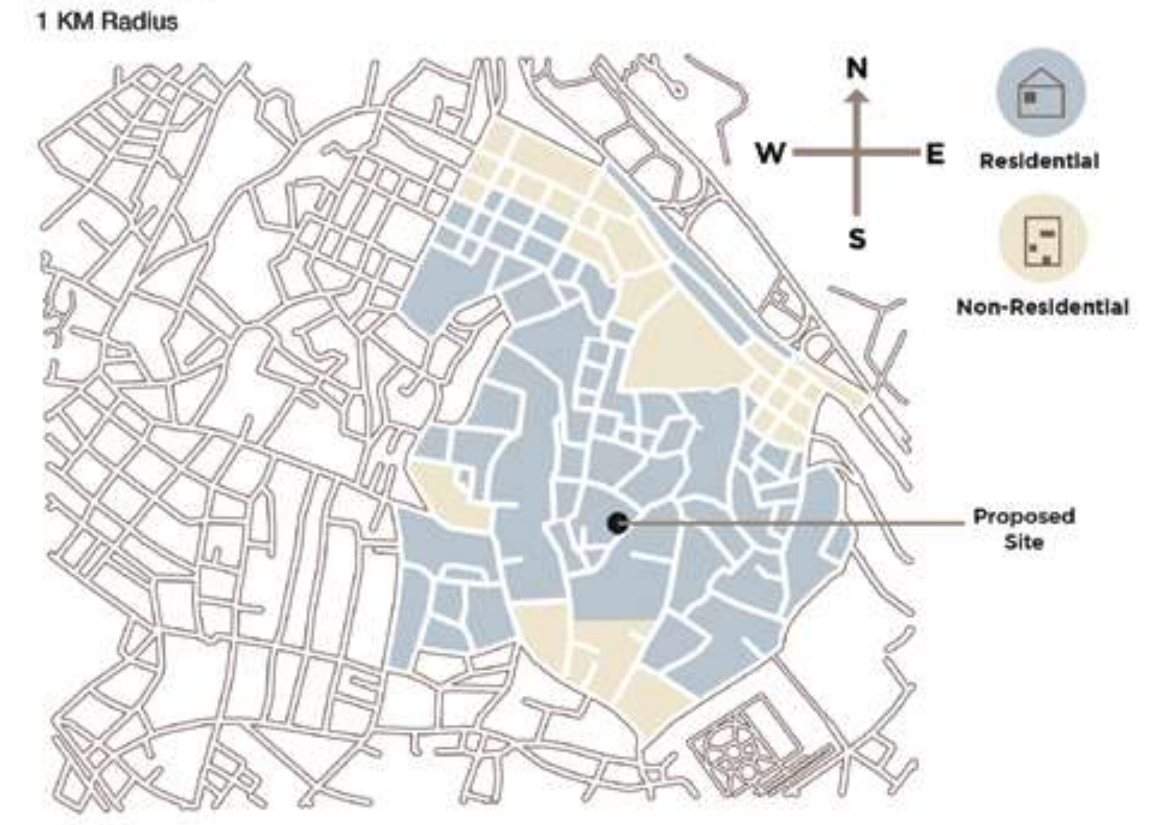 1 KM Radius
N
W
E
S
Residential
Non-Residential
Proposed
Site